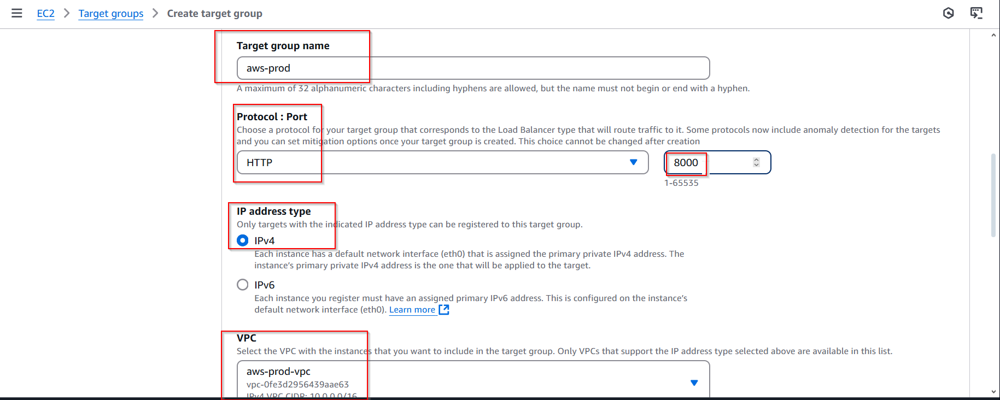 EC2 > Target groups > Create target group
Target group name
aws-prod
A maximum of 32 alphanumeric characters including hyphens are allowed, but the name must not begin or end with a hyphen.
Protocol : Port
Choose a protocol for your target group that corresponds to the Load Balancer type that will route traffic to it. Some protocols now include anomaly detection for the targets
and you can set mitigation options once your target group is created. This choice cannot be changed after creation
HTTP 8000
1-65535
IP address type
Only targets with the indicated IP address type can be registered to this target group.
IPv4
Each instance has a default network interface (eth0) that is assigned the primary private IPv4 address. The
instance’s primary private IPv4 address is the one that will be applied to the target.
IPv6
Each instance you register must have an assigned primary IPv6 address. This is configured on the instance’s
default network interface (eth0). Learn more
VPC
Select the VPC with the instances that you want to include in the target group. Only VPCs that support the IP address type selected above are available in this list.
aws-prod-vpc
vpc-0fe3d2956439aae63
IPv4 VPC CIDR: 10.0.0.0/16